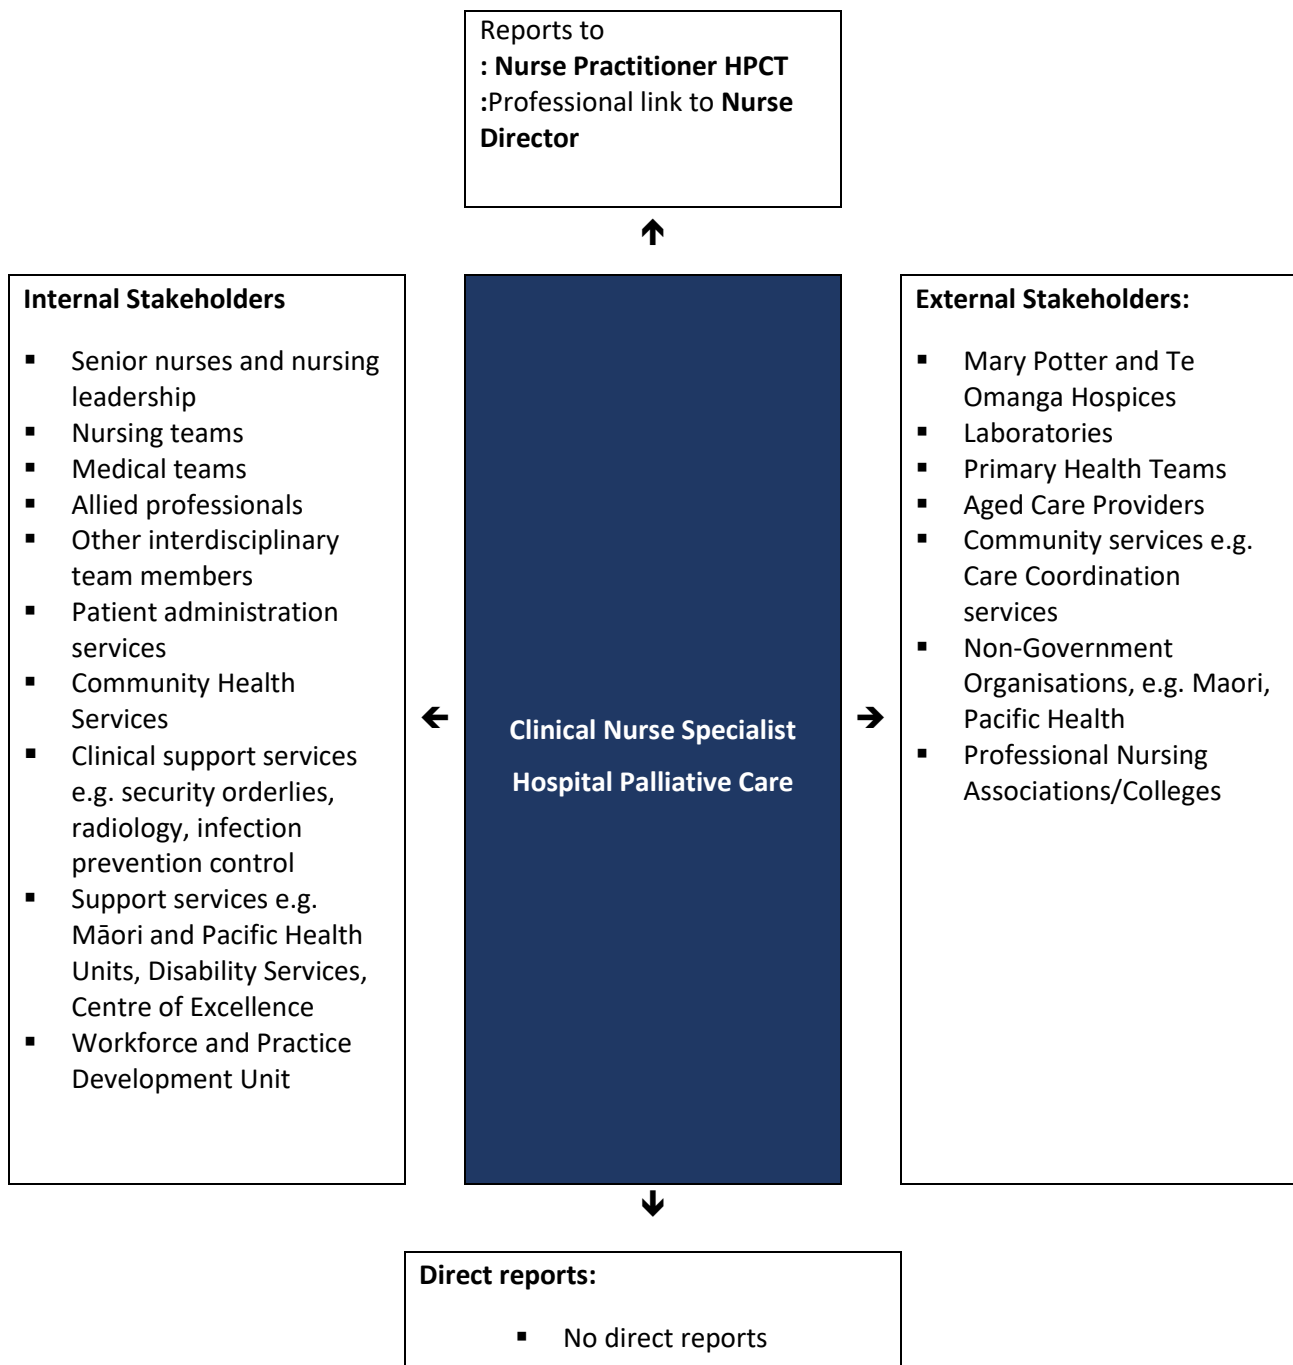 Reports to
: Nurse Practitioner HPCT
:Professional link to Nurse
Director
🡩
Internal Stakeholders
▪ Senior nurses and nursing
leadership
▪ Nursing teams
▪ Medical teams
▪ Allied professionals
▪ Other interdisciplinary
team members
▪ Patient administration
services
▪ Community Health
Services
▪ Clinical support services
e.g. security orderlies,
radiology, infection
prevention control
▪ Support services e.g.
Māori and Pacific Health
Units, Disability Services,
Centre of Excellence
▪ Workforce and Practice
Development Unit
🡨
Clinical Nurse Specialist
Hospital Palliative Care
🡪
External Stakeholders:
▪ Mary Potter and Te
Omanga Hospices
▪ Laboratories
▪ Primary Health Teams
▪ Aged Care Providers
▪ Community services e.g.
Care Coordination
services
▪ Non-Government
Organisations, e.g. Maori,
Pacific Health
▪ Professional Nursing
Associations/Colleges
🡫
Direct reports:
▪ No direct reports